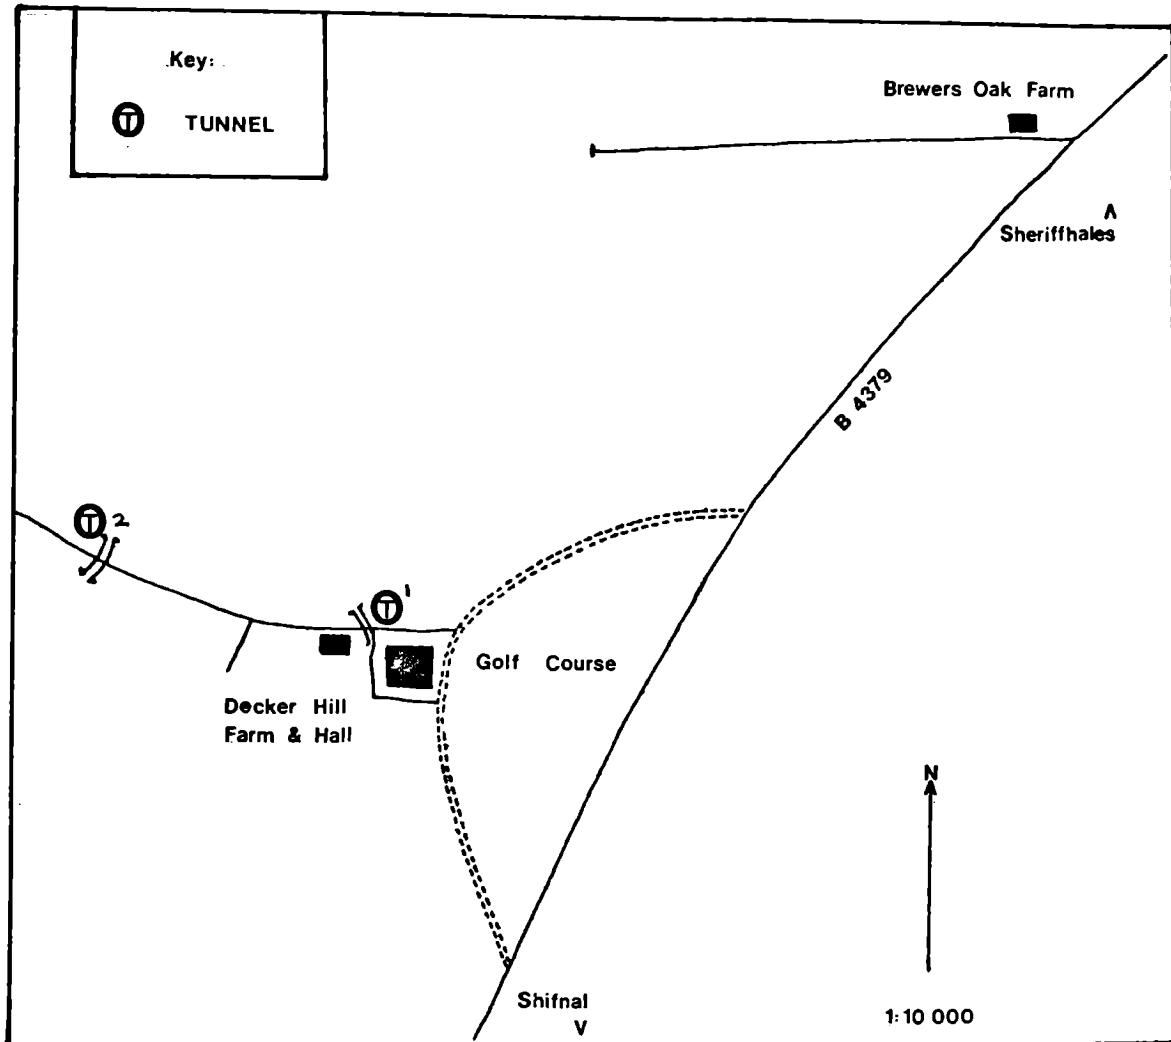 Key:
T TUNNEL
Brewers Oak Farm
Sheriffhales
B 4379
T 2
T 1
Golf Course
Decker Hill
Farm & Hall
N
Shifnal
1:10 000